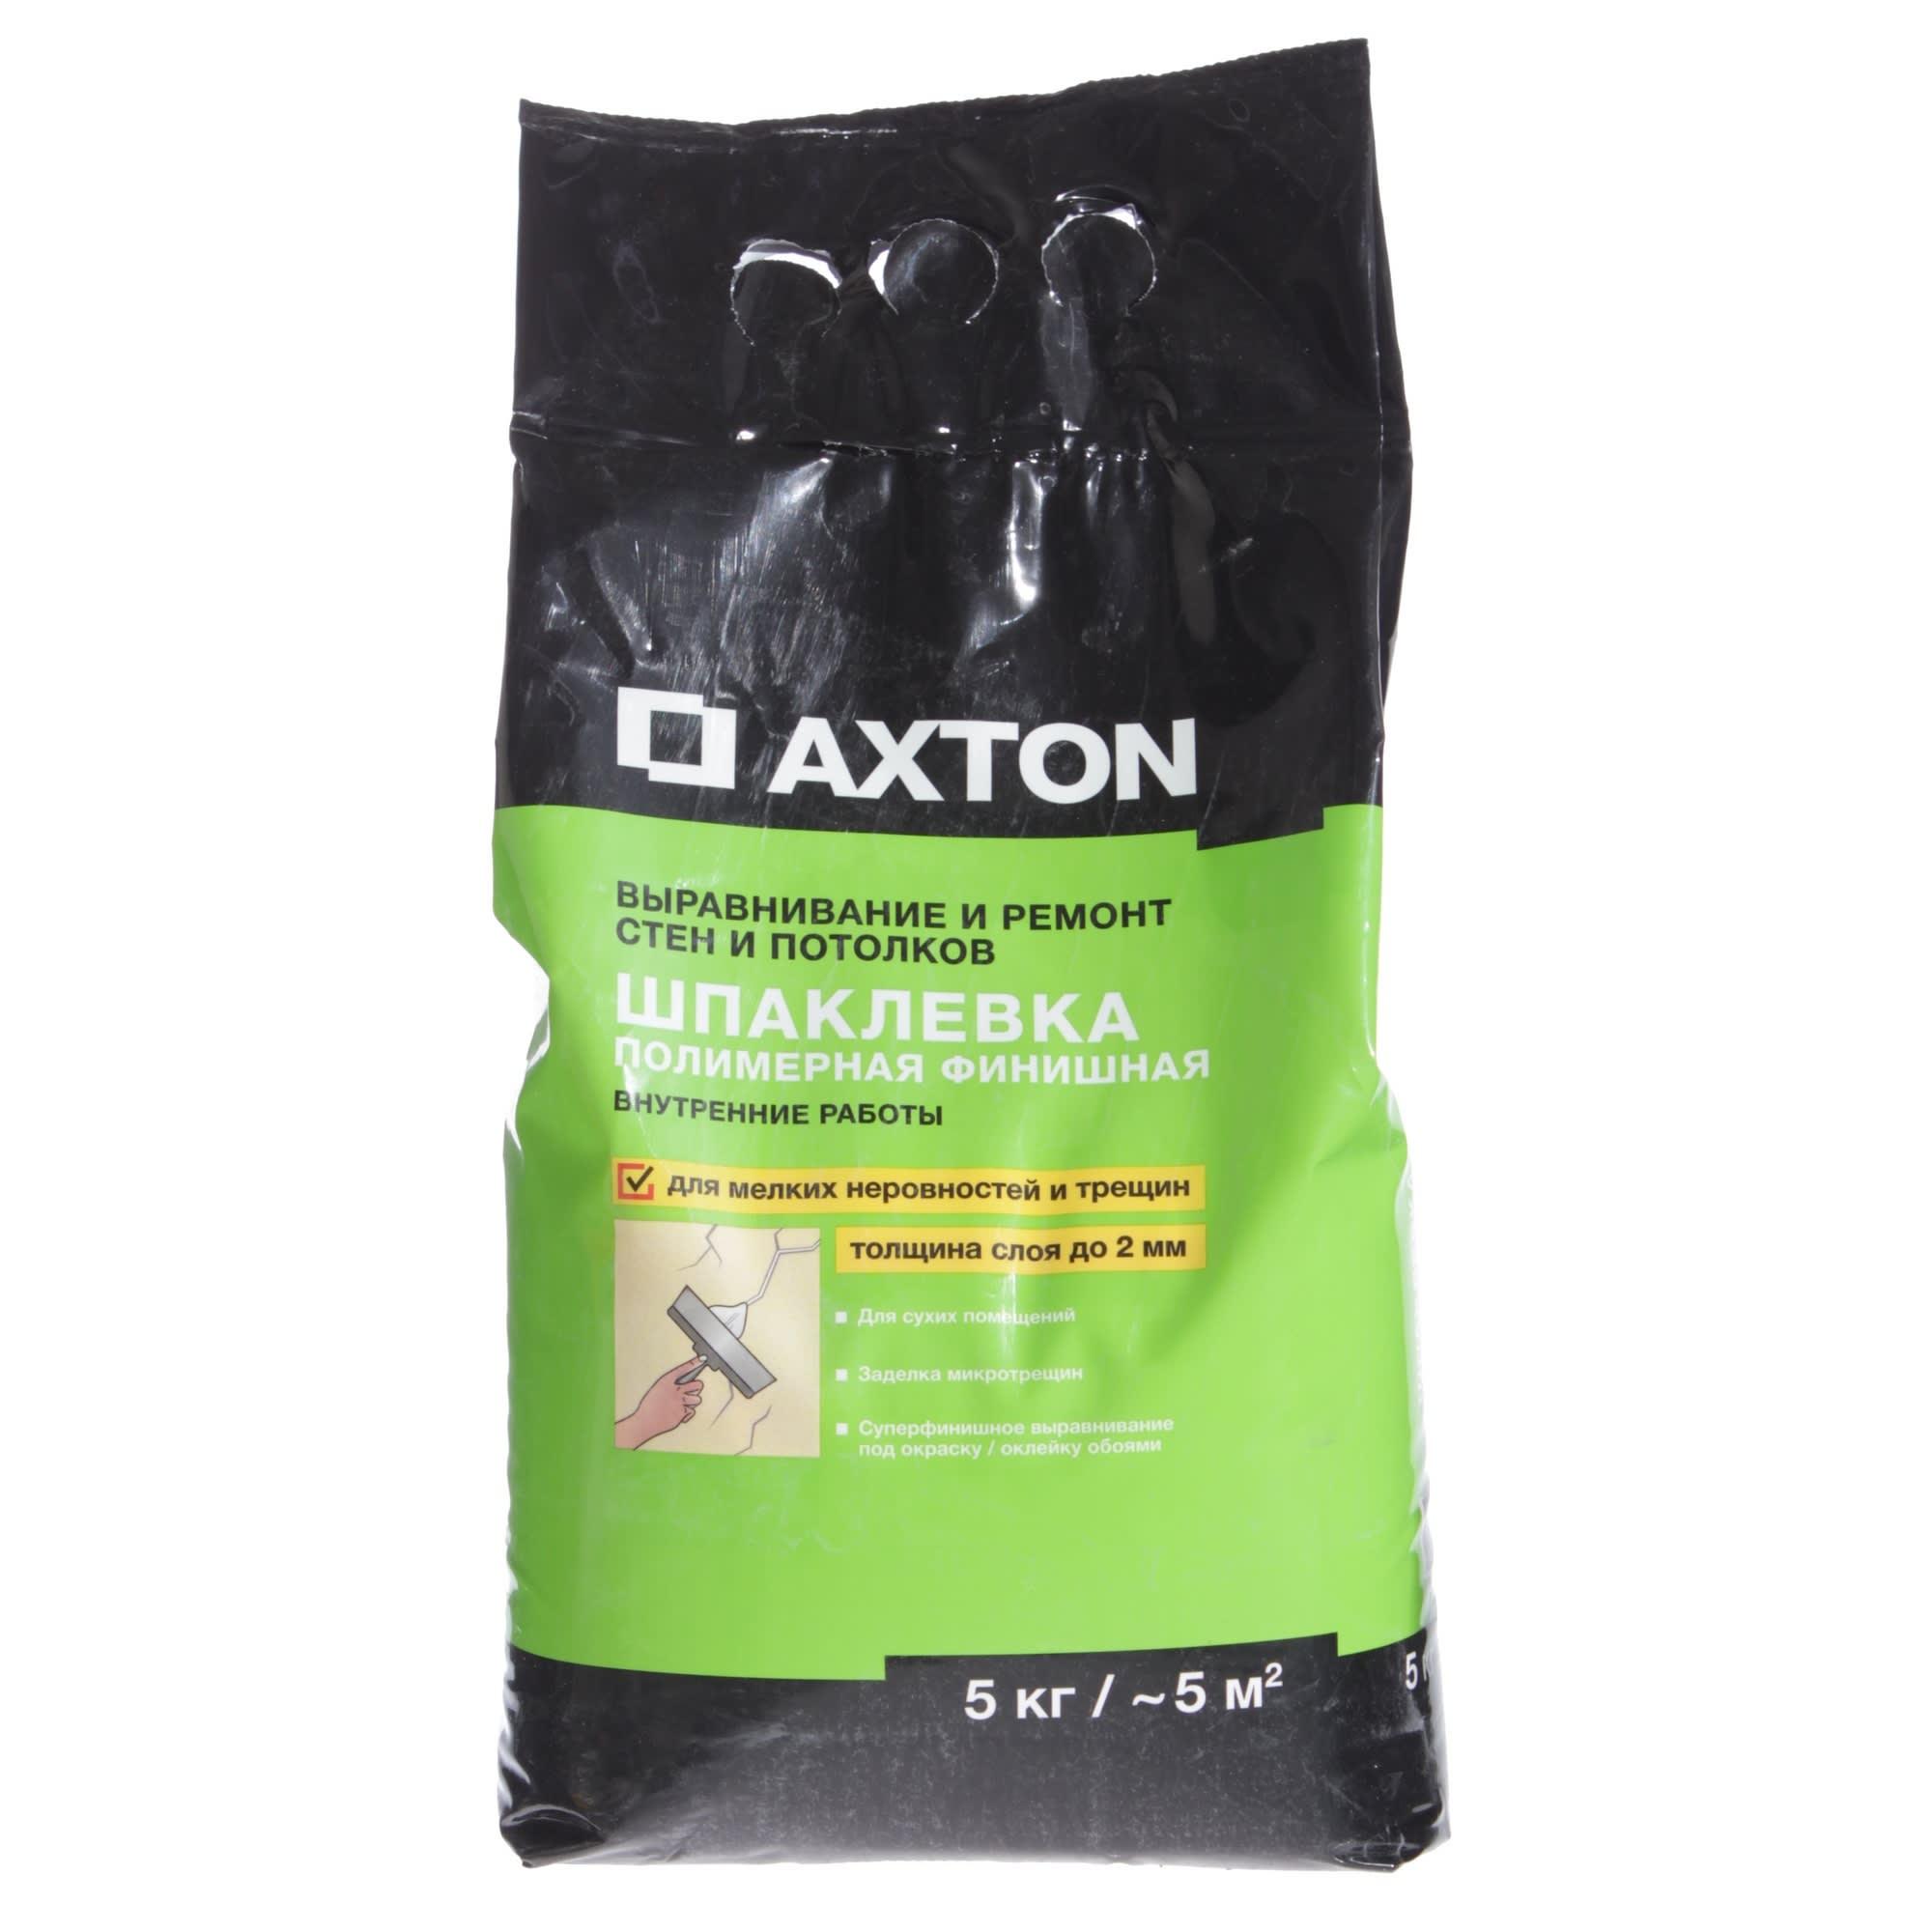 AXTON
ВЫРАВНИВАНИЕ И РЕМОНТ
СТЕН И ПОТОЛКОВ
ШПАКЛЕВКА
ПОЛИМЕРНАЯ ФИНИШНАЯ
ВНУТРЕННИЕ РАБОТЫ
для мелких неровностей и трещин
толщина слоя до 2 мм
Для сухих помещений
Заделка микротрещин
Суперфинишное выравнивание
под окраску / оклейку обоями
5 кг / ~5 м²
5